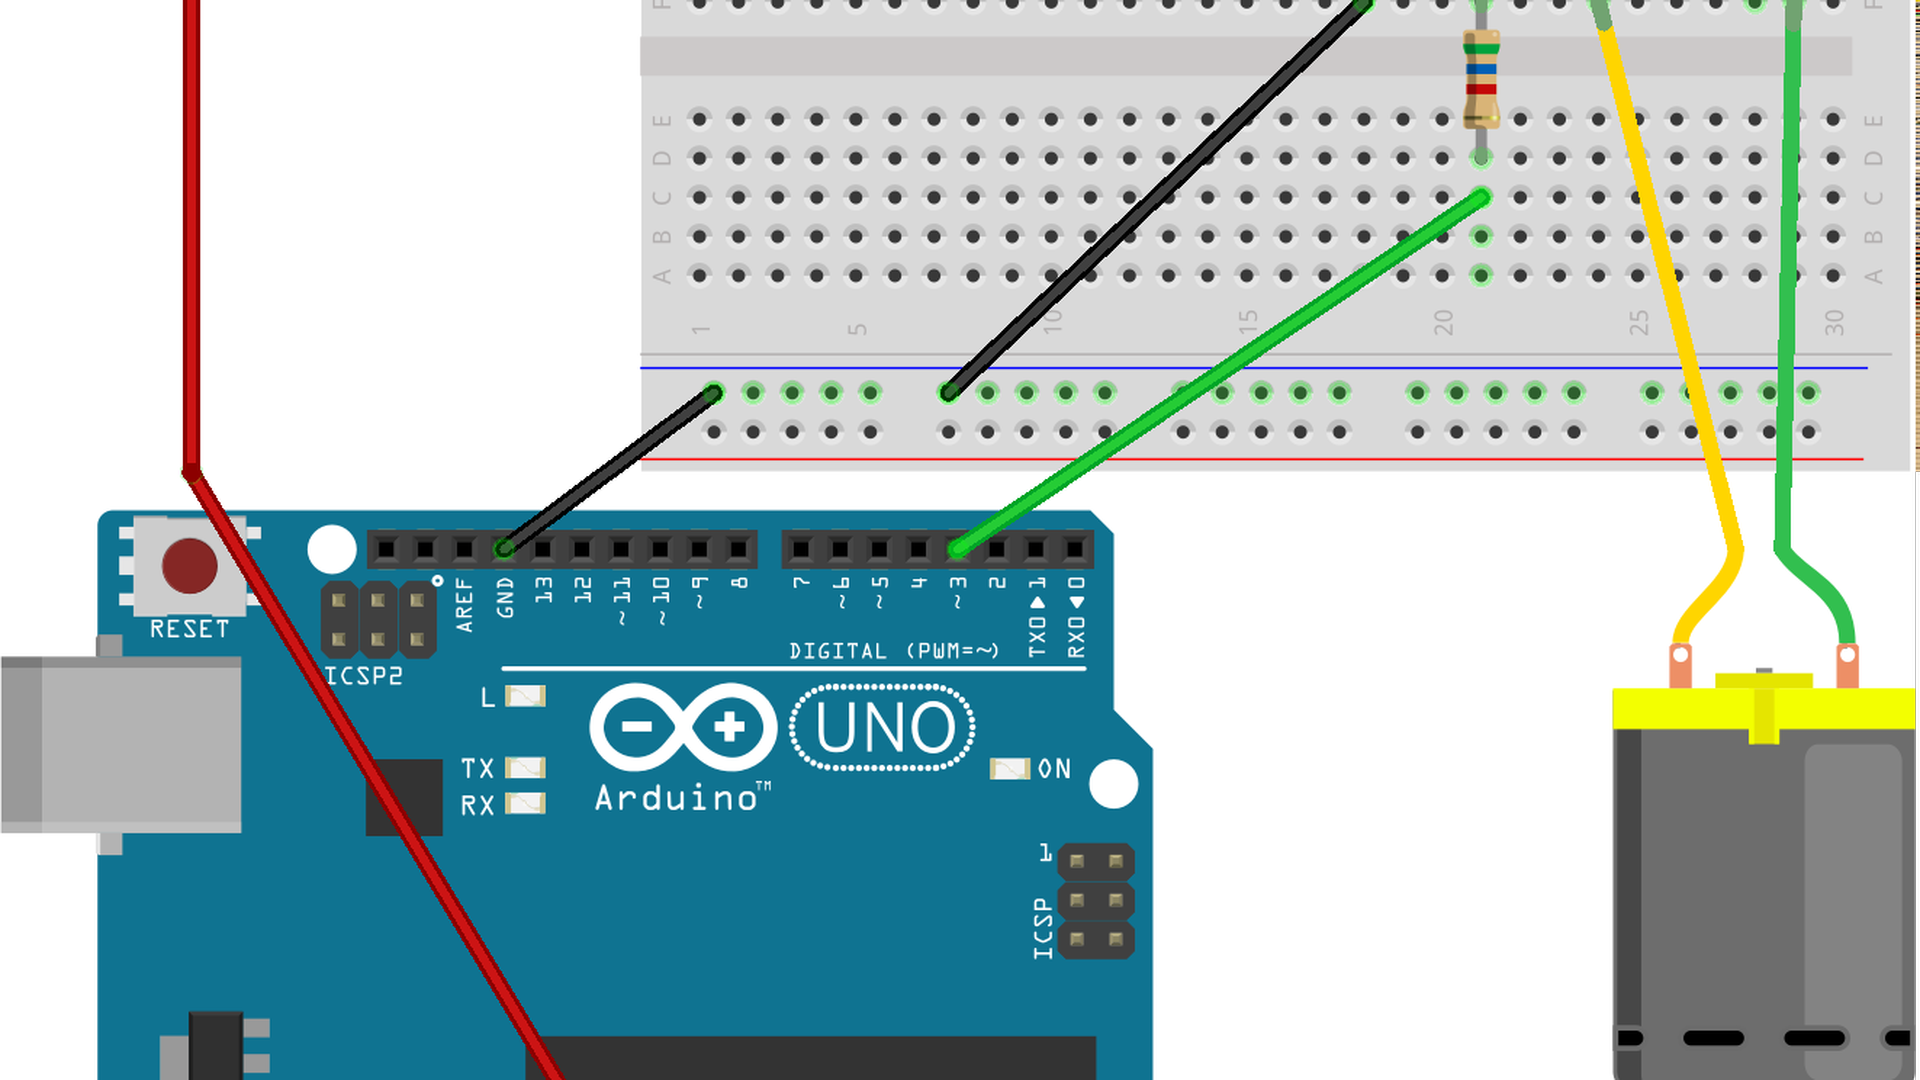 F F
E E
D D
C C
B B
A A
1 5 10 15 20 25 30
RESET
ICSP2
AREF GND 13 12 ~11 ~10 ~9 8 7 ~6 ~5 4 ~3 2 TX0▶1 RX0◀0
DIGITAL (PWM=~)
L
TX
RX
UNO
ON
Arduino™
1
ICSP